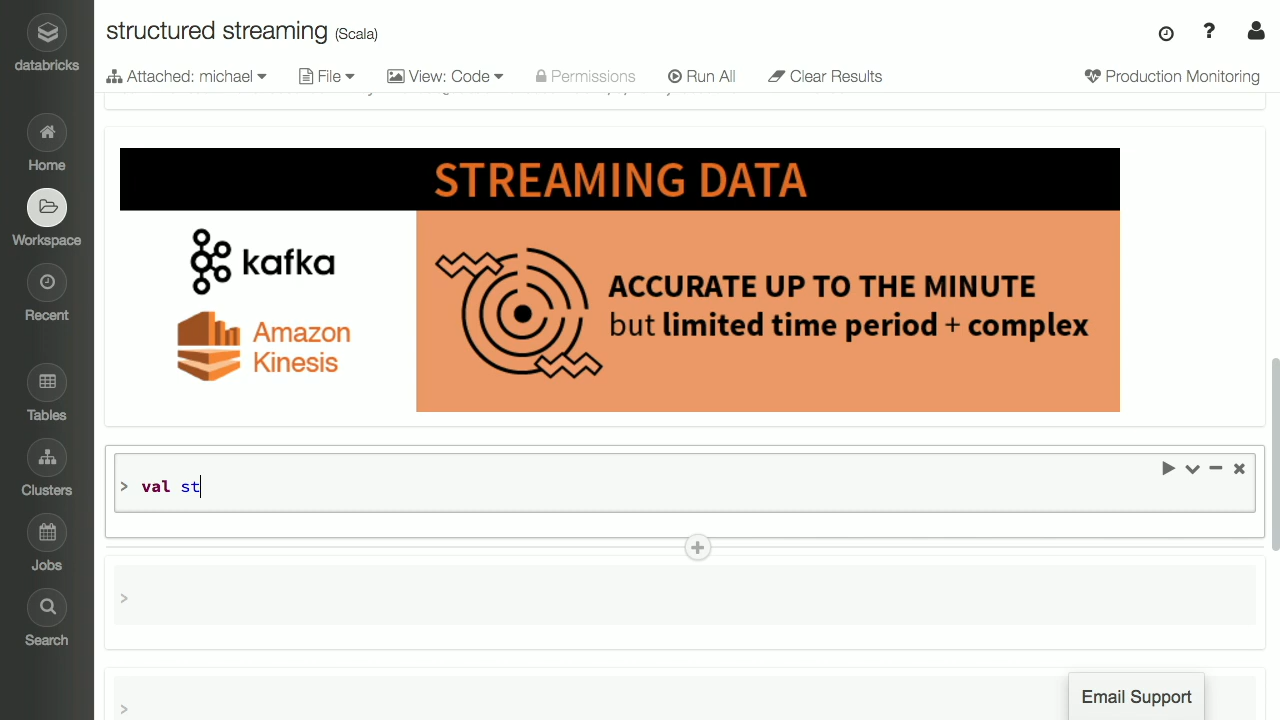 databricks
Home
Workspace
Recent
Tables
Clusters
Jobs
Search
structured streaming (Scala)
Attached: michael
File
View: Code
Permissions
Run All
Clear Results
Production Monitoring
STREAMING DATA
kafka
Amazon
Kinesis
ACCURATE UP TO THE MINUTE
but limited time period + complex
> val st
>
>
Email Support